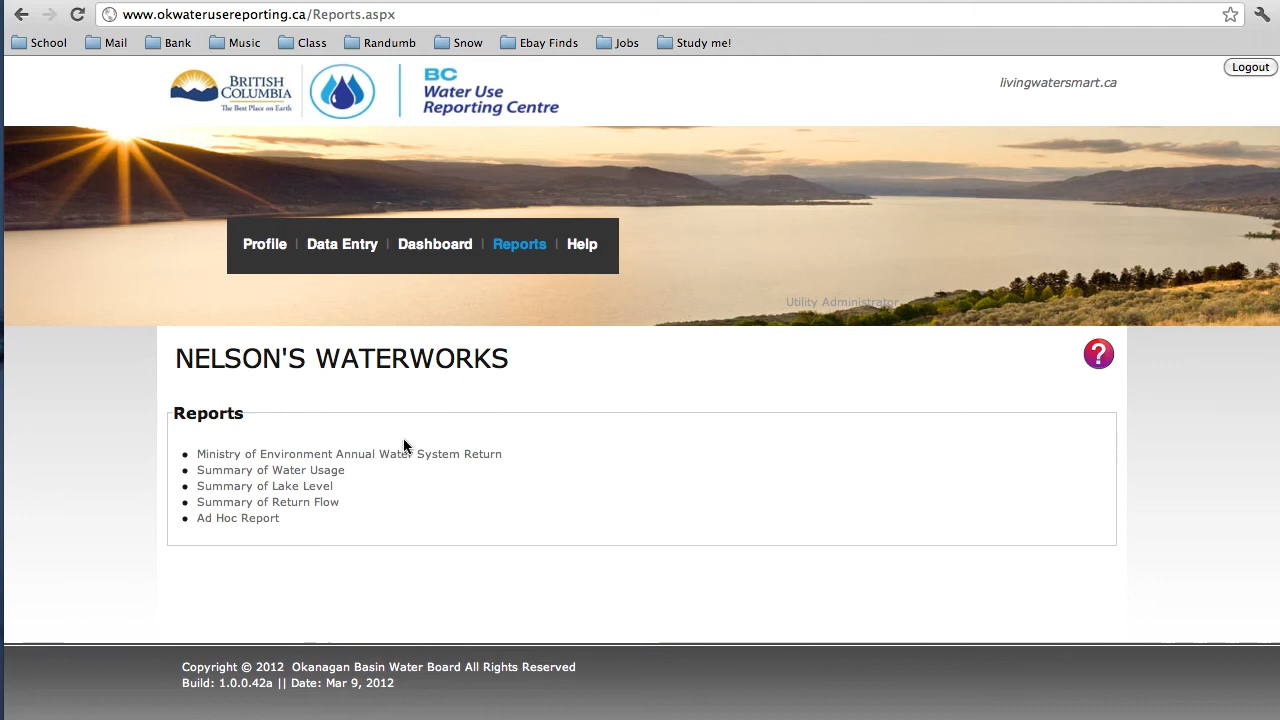 www.okwaterusereporting.ca/Reports.aspx
School Mail Bank Music Class Randumb Snow Ebay Finds Jobs Study me!
Logout
BRITISH
COLUMBIA
The Best Place on Earth
BC
Water Use
Reporting Centre
livingwatersmart.ca
Profile | Data Entry | Dashboard | Reports | Help
Utility Administrator
NELSON'S WATERWORKS
?
Reports
Ministry of Environment Annual Water System Return
Summary of Water Usage
Summary of Lake Level
Summary of Return Flow
Ad Hoc Report
Copyright © 2012 Okanagan Basin Water Board All Rights Reserved
Build: 1.0.0.42a || Date: Mar 9, 2012